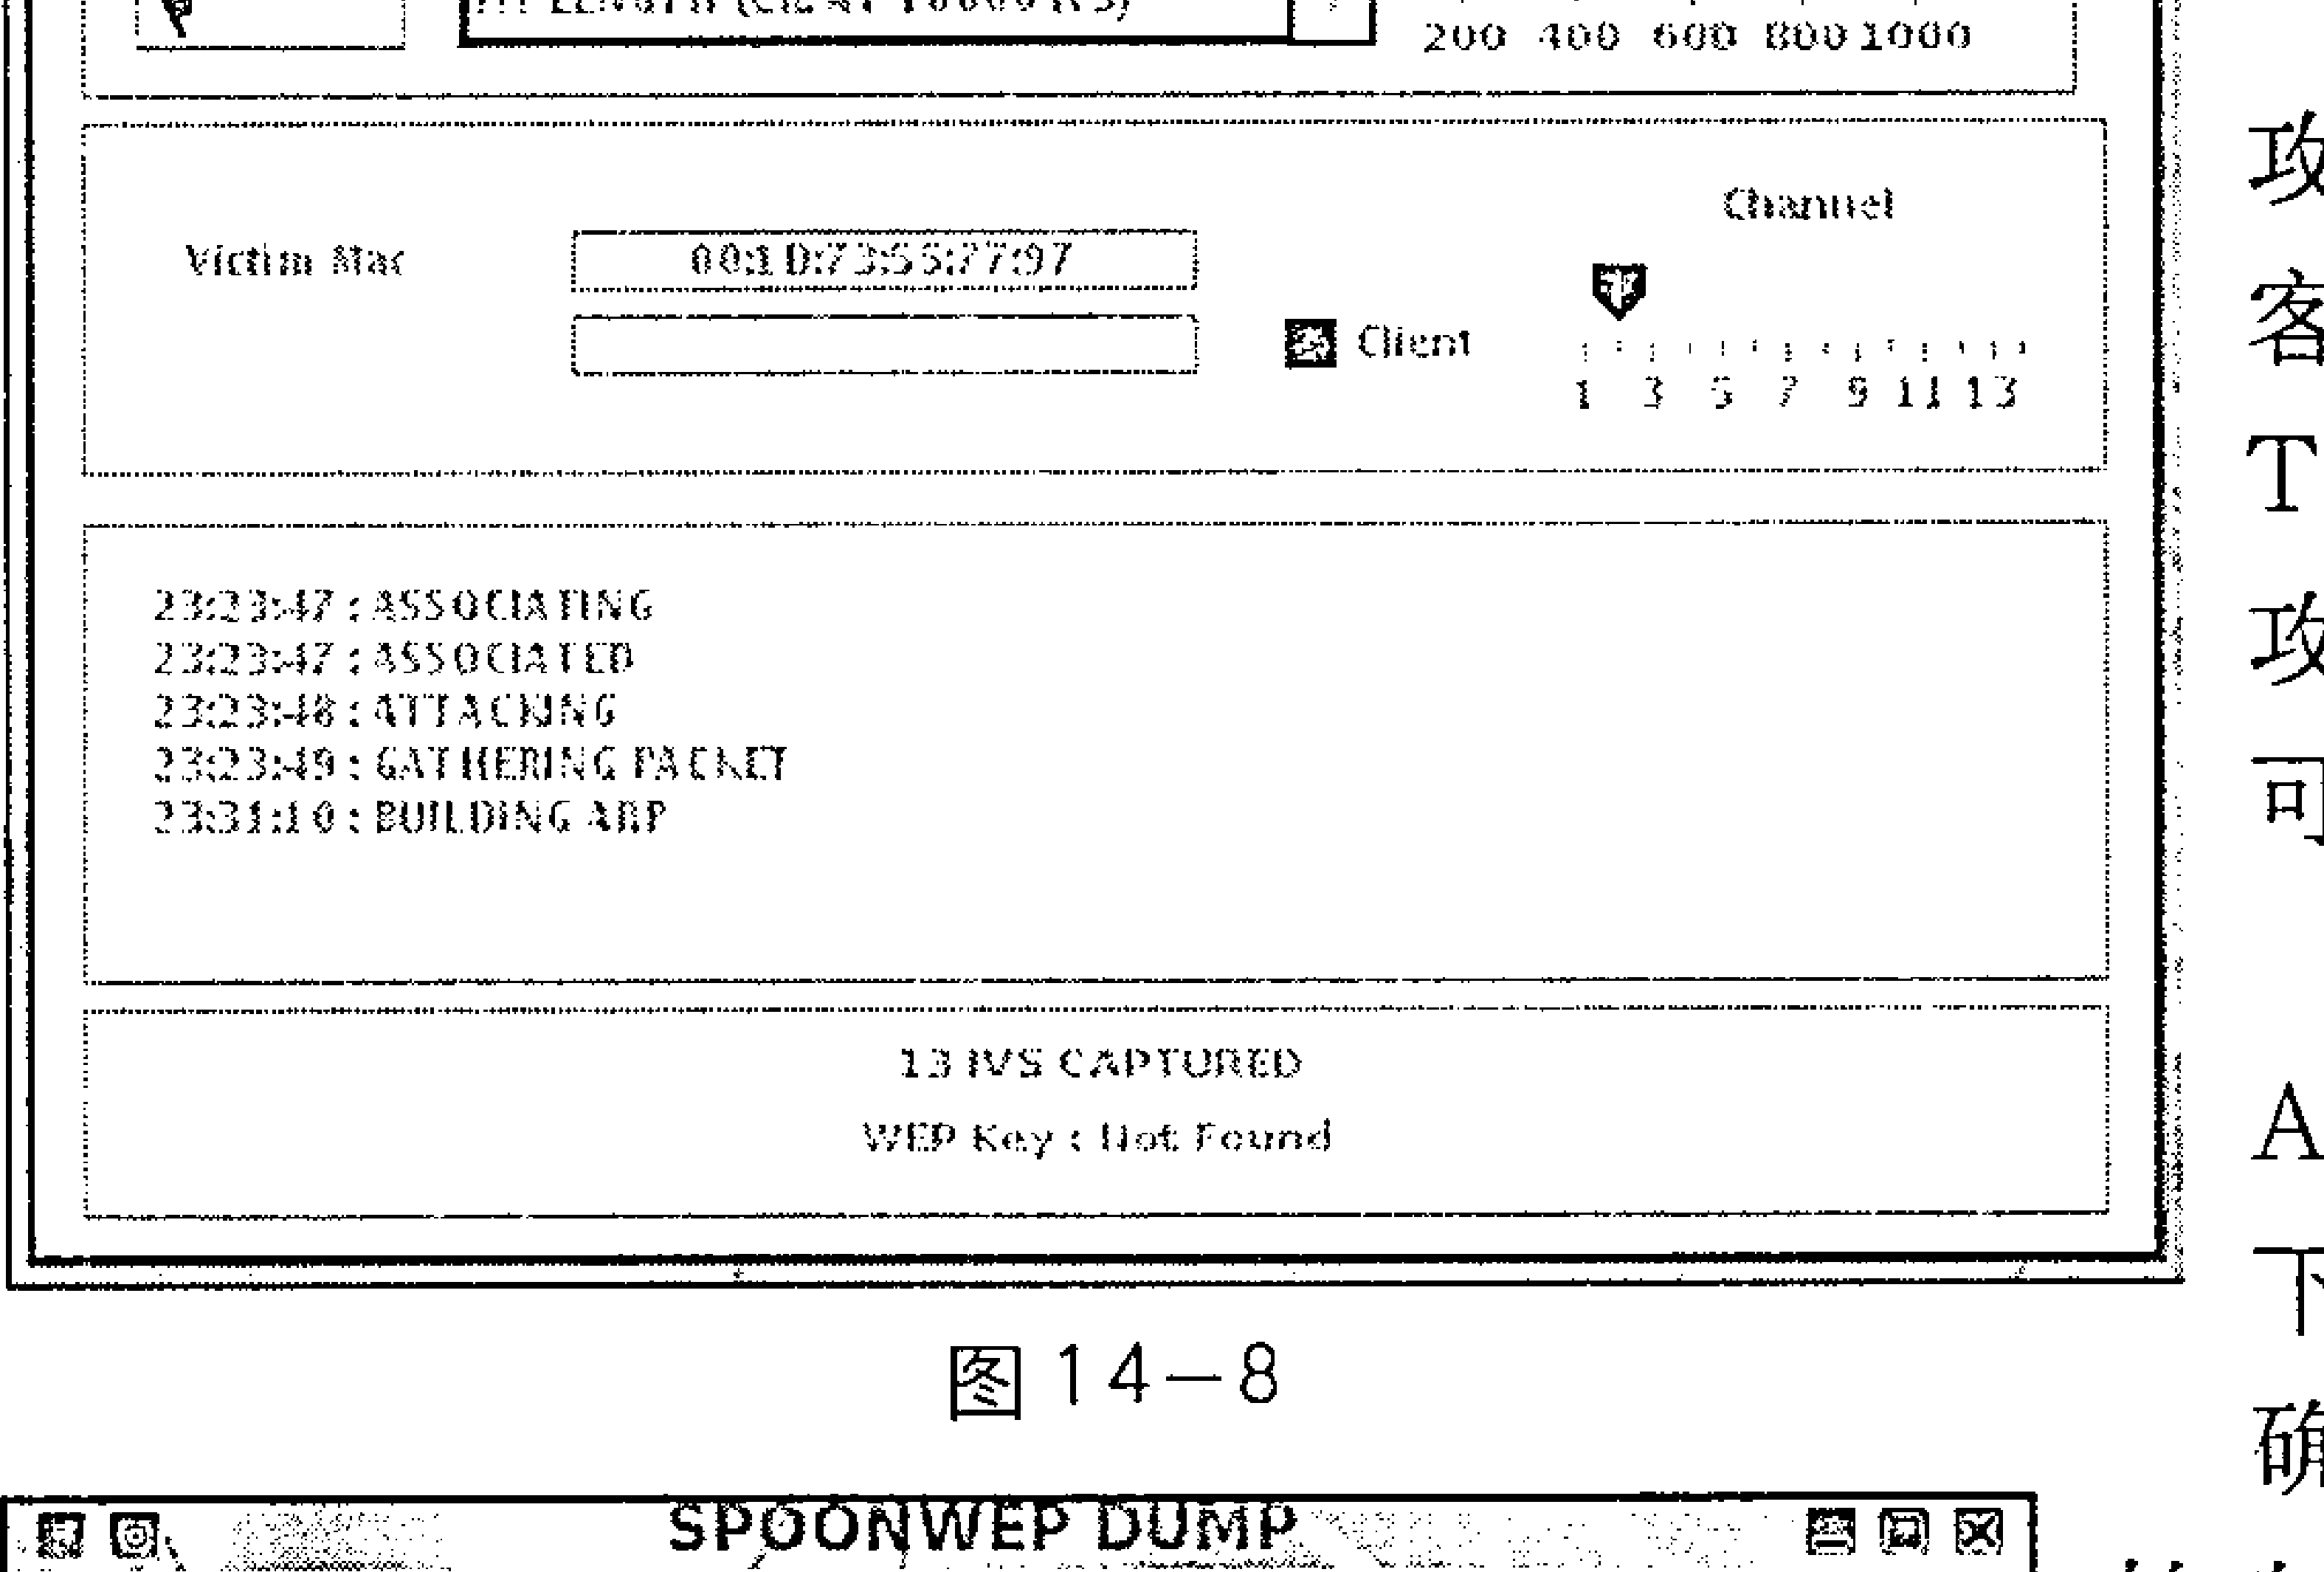 200 400 600 800 1000
Channel
Victim Mac
00:1D:73:55:77:97
Client
1 3 5 7 9 11 13
23:23:47 : ASSOCIATING
23:23:47 : ASSOCIATED
23:23:48 : ATTACKING
23:23:49 : GATHERING PACKET
23:31:10 : BUILDING ARP
13 IVS CAPTURED
WEP Key : Not Found
图 14-8
SPOONWEP DUMP
攻
客
T
攻
可
A
下
确